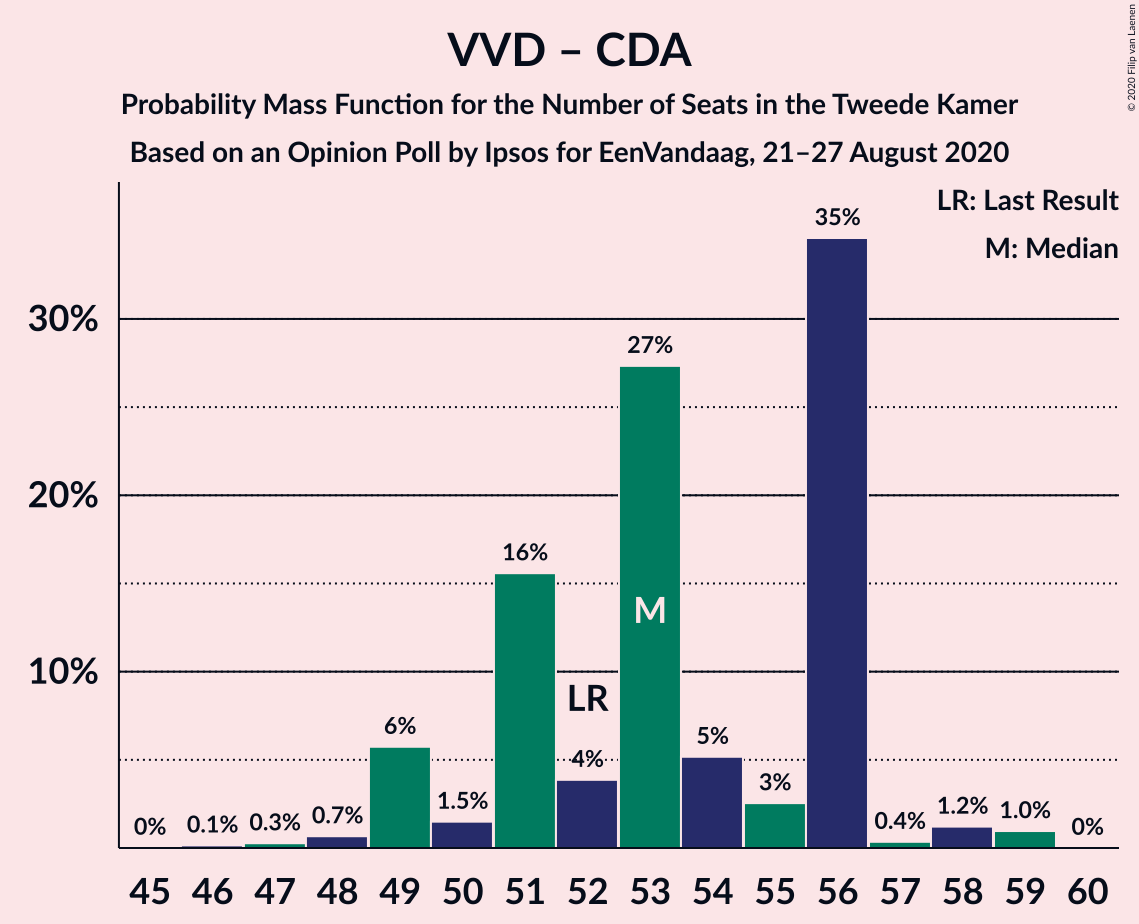 VVD – CDA
Probability Mass Function for the Number of Seats in the Tweede Kamer
Based on an Opinion Poll by Ipsos for EenVandaag, 21–27 August 2020
© 2020 Filip van Laenen
LR: Last Result
M: Median
30%
20%
10%
0%
0.1%
0.3%
0.7%
6%
1.5%
16%
LR
4%
27%
M
5%
3%
35%
0.4%
1.2%
1.0%
0%
45 46 47 48 49 50 51 52 53 54 55 56 57 58 59 60